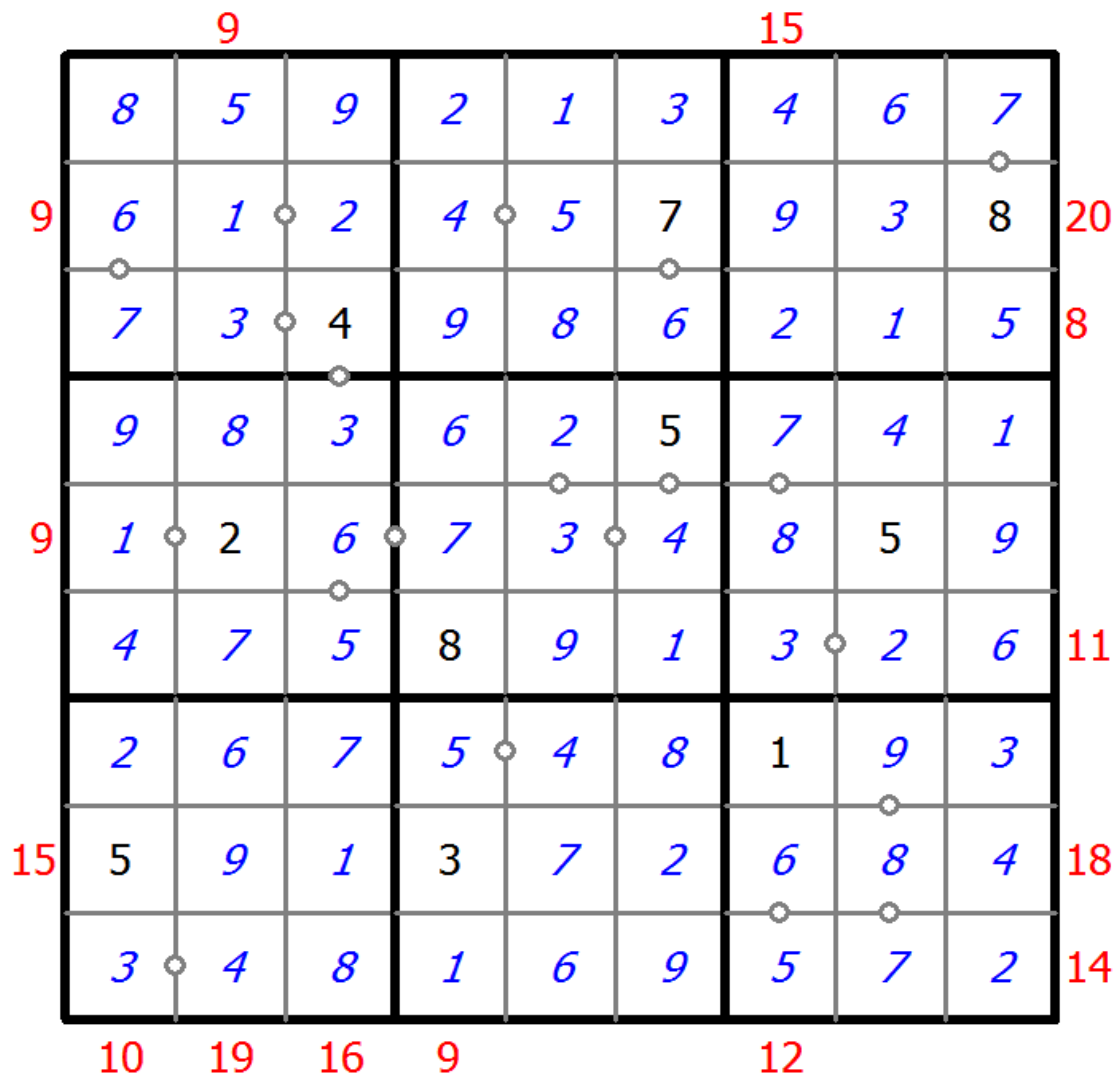 9 15
8 5 9 2 1 3 4 6 7
9 6 1 2 4 5 7 9 3 8 20
7 3 4 9 8 6 2 1 5 8
9 8 3 6 2 5 7 4 1
9 1 2 6 7 3 4 8 5 9
4 7 5 8 9 1 3 2 6 11
2 6 7 5 4 8 1 9 3
15 5 9 1 3 7 2 6 8 4 18
3 4 8 1 6 9 5 7 2 14
10 19 16 9 12